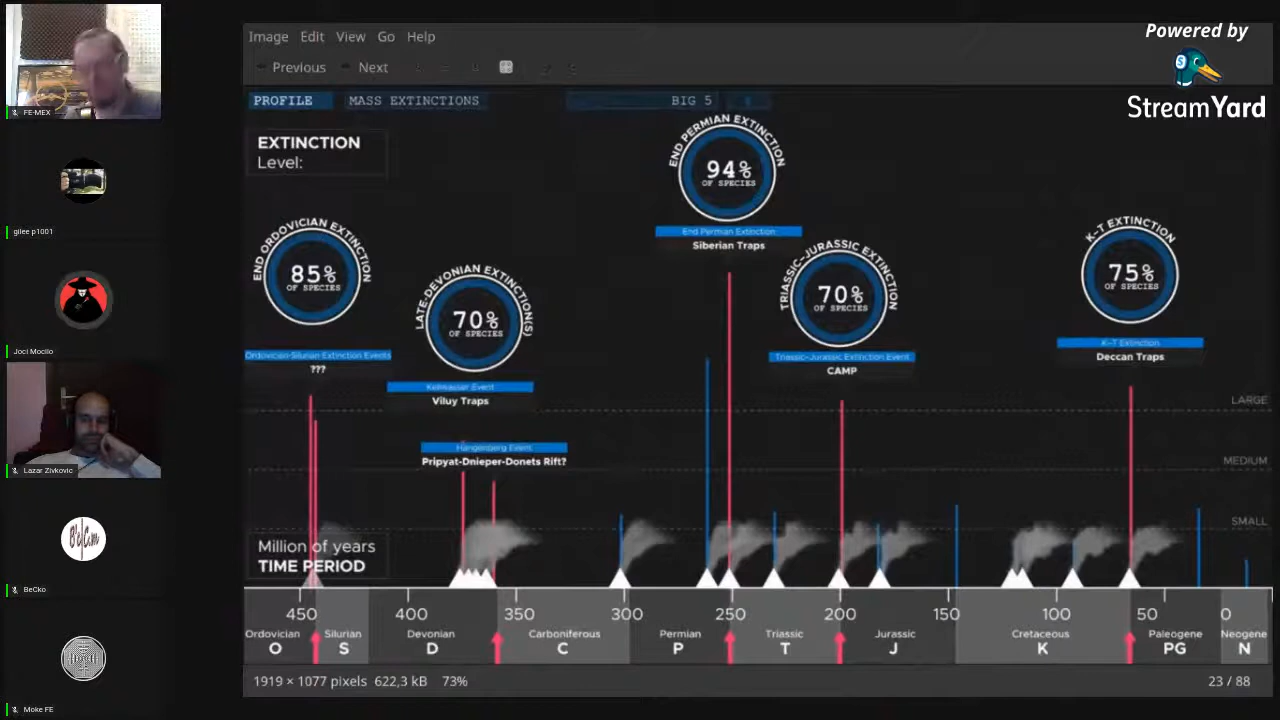 Image Edit View Go Help
Previous Next
Powered by
StreamYard
FE-MEX
gilee p1001
Joci Mocilo
Lazar Zivkovic
BeCko
Moke FE
PROFILE MASS EXTINCTIONS BIG 5
EXTINCTION
Level:
END ORDOVICIAN EXTINCTION
85%
OF SPECIES
Ordovician-Silurian Extinction Events
???
LATE-DEVONIAN EXTINCTION(S)
70%
OF SPECIES
Kellwasser Event
Viluy Traps
Hangenberg Event
Pripyat-Dnieper-Donets Rift?
END PERMIAN EXTINCTION
94%
OF SPECIES
End Permian Extinction
Siberian Traps
TRIASSIC-JURASSIC EXTINCTION
70%
OF SPECIES
Triassic-Jurassic Extinction Event
CAMP
K-T EXTINCTION
75%
OF SPECIES
K-T Extinction
Deccan Traps
LARGE
MEDIUM
SMALL
Million of years
TIME PERIOD
450 400 350 300 250 200 150 100 50 0
Ordovician Silurian Devonian Carboniferous Permian Triassic Jurassic Cretaceous Paleogene Neogene
O S D C P T J K PG N
1919 × 1077 pixels 622,3 kB 73%
23 / 88